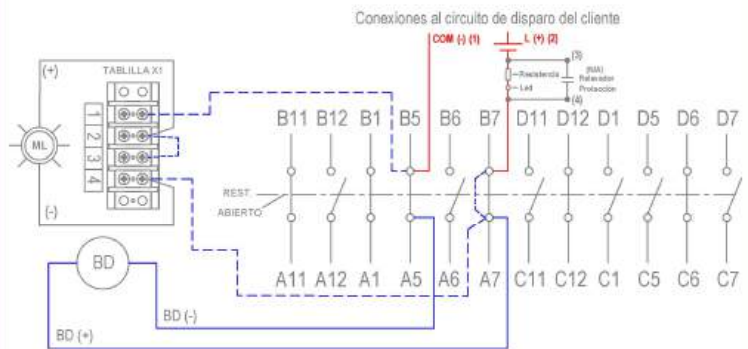 Conexiones al circuito de disparo del cliente
COM (-) (1)
L (+) (2)
(3)
Resistencia
Led
(NA)
Relevador
Protección
(4)
(+)
TABLILLA X1
1
2
3
4
ML
(-)
B11 B12 B1 B5 B6 B7 D11 D12 D1 D5 D6 D7
REST.
ABIERTO
A11 A12 A1 A5 A6 A7 C11 C12 C1 C5 C6 C7
BD
BD (-)
BD (+)